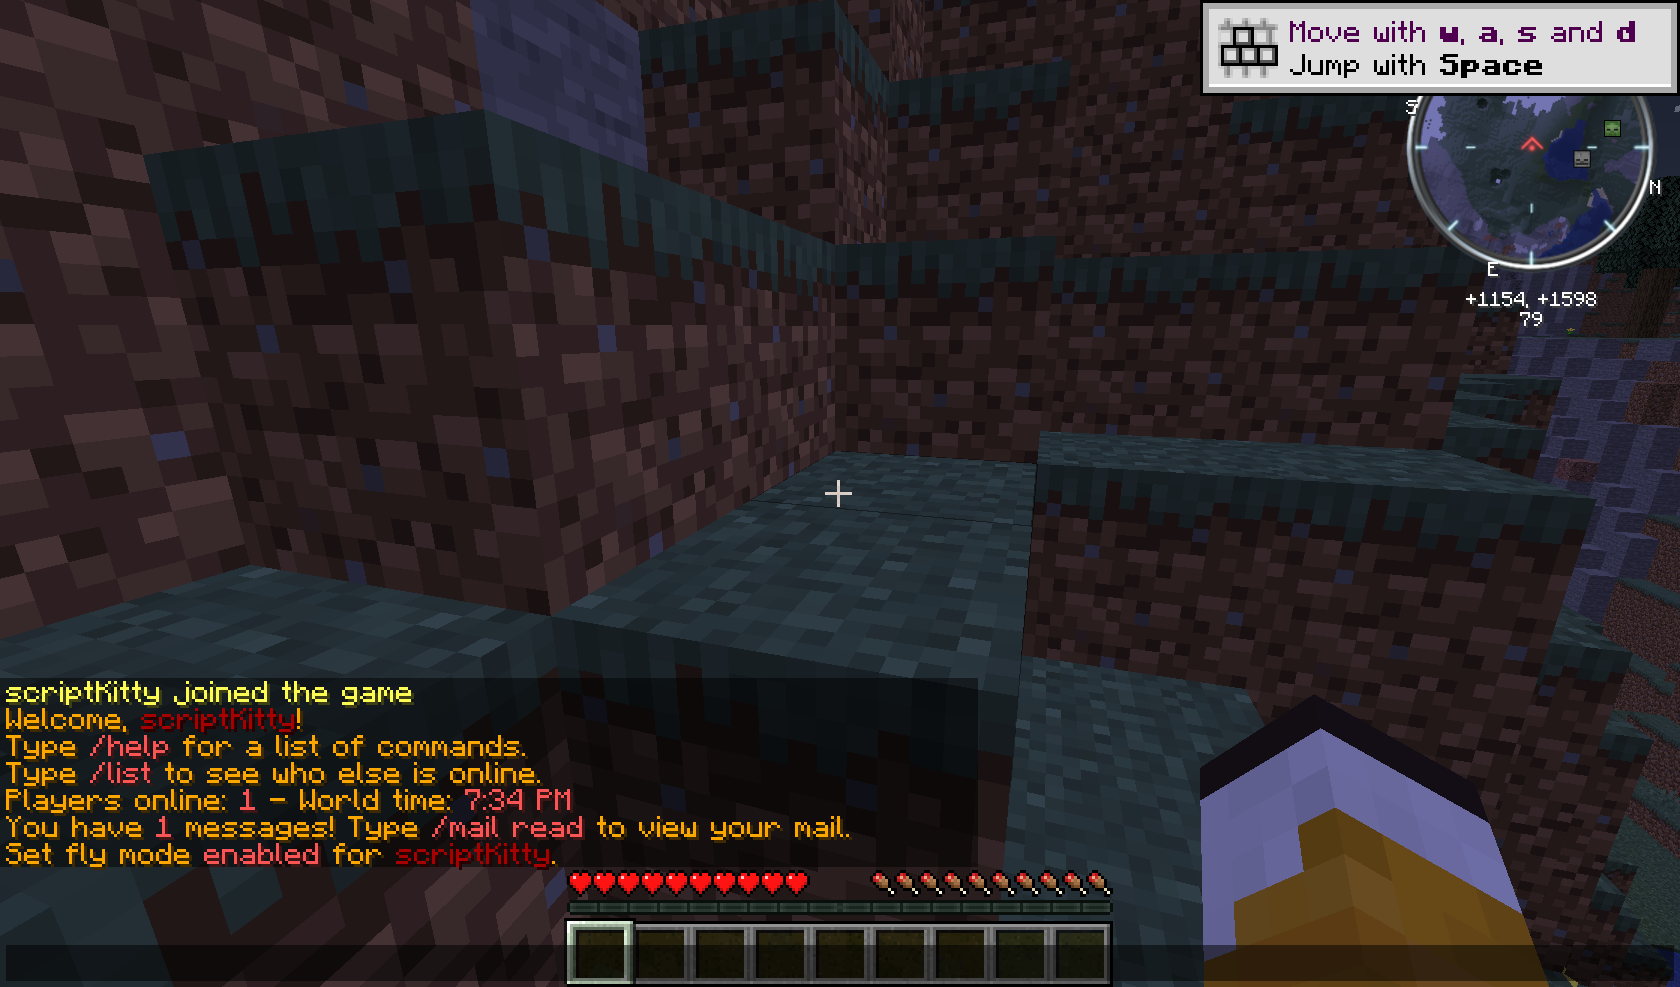 Move with w, a, s and d
Jump with Space
S
N
E
+1154, +1598
79
scriptKitty joined the game
Welcome, scriptKitty!
Type /help for a list of commands.
Type /list to see who else is online.
Players online: 1 - World time: 7:34 PM
You have 1 messages! Type /mail read to view your mail.
Set fly mode enabled for scriptKitty.